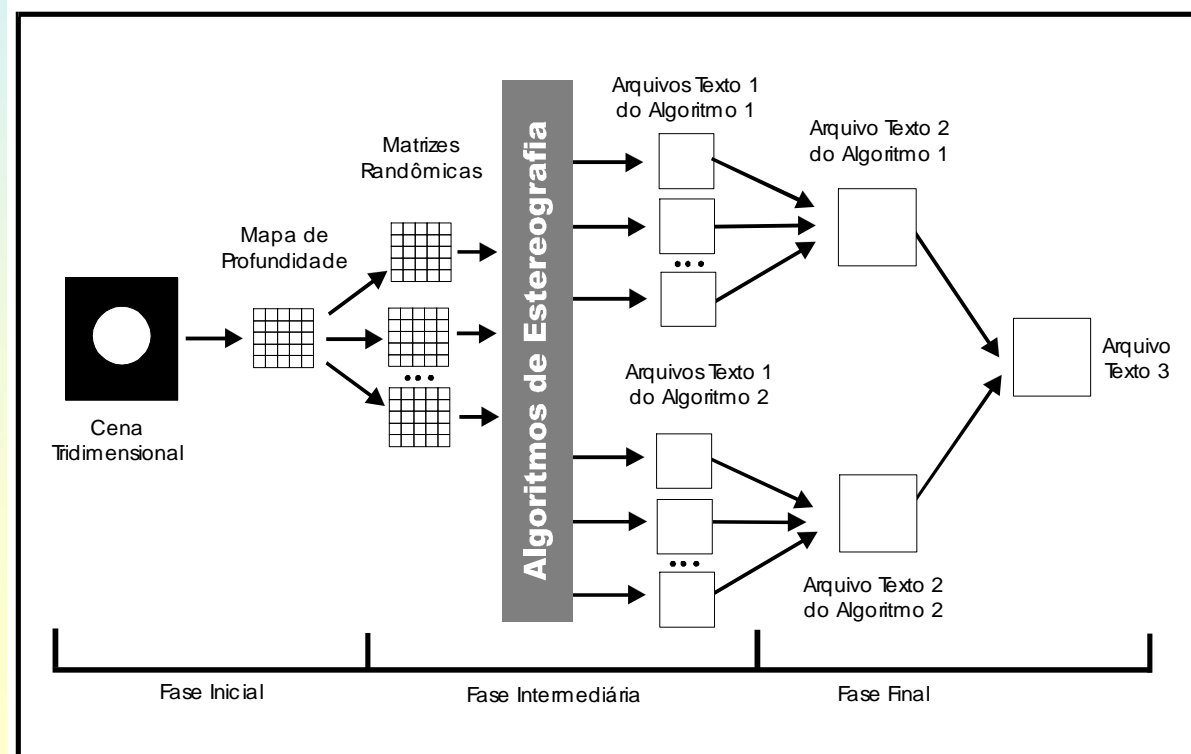 Cena
Tridimensional
Mapa de
Profundidade
Matrizes
Randômicas
Algoritmos de Estereografia
Arquivos Texto 1
do Algoritmo 1
Arquivo Texto 2
do Algoritmo 1
Arquivos Texto 1
do Algoritmo 2
Arquivo Texto 2
do Algoritmo 2
Arquivo
Texto 3
Fase Inicial
Fase Intermediária
Fase Final